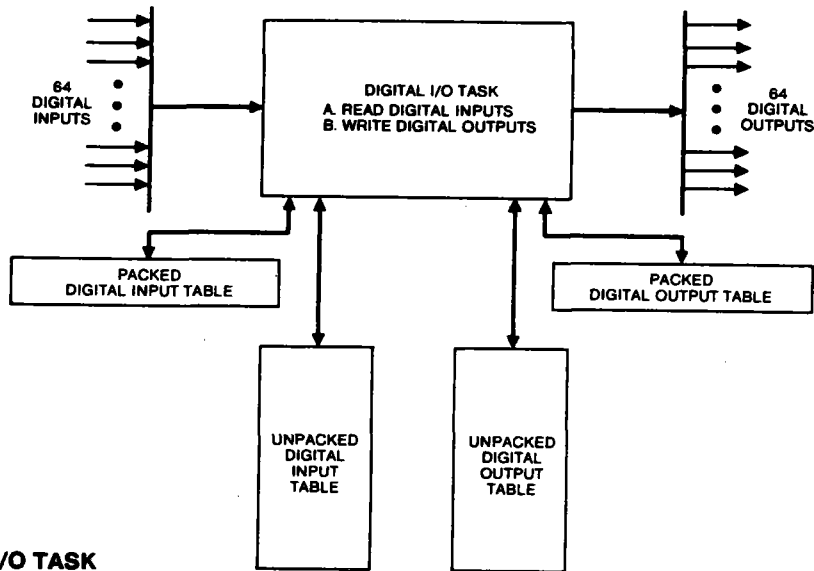 64
DIGITAL
INPUTS
DIGITAL I/O TASK
A. READ DIGITAL INPUTS
B. WRITE DIGITAL OUTPUTS
64
DIGITAL
OUTPUTS
PACKED
DIGITAL INPUT TABLE
PACKED
DIGITAL OUTPUT TABLE
UNPACKED
DIGITAL
INPUT
TABLE
UNPACKED
DIGITAL
OUTPUT
TABLE
/O TASK